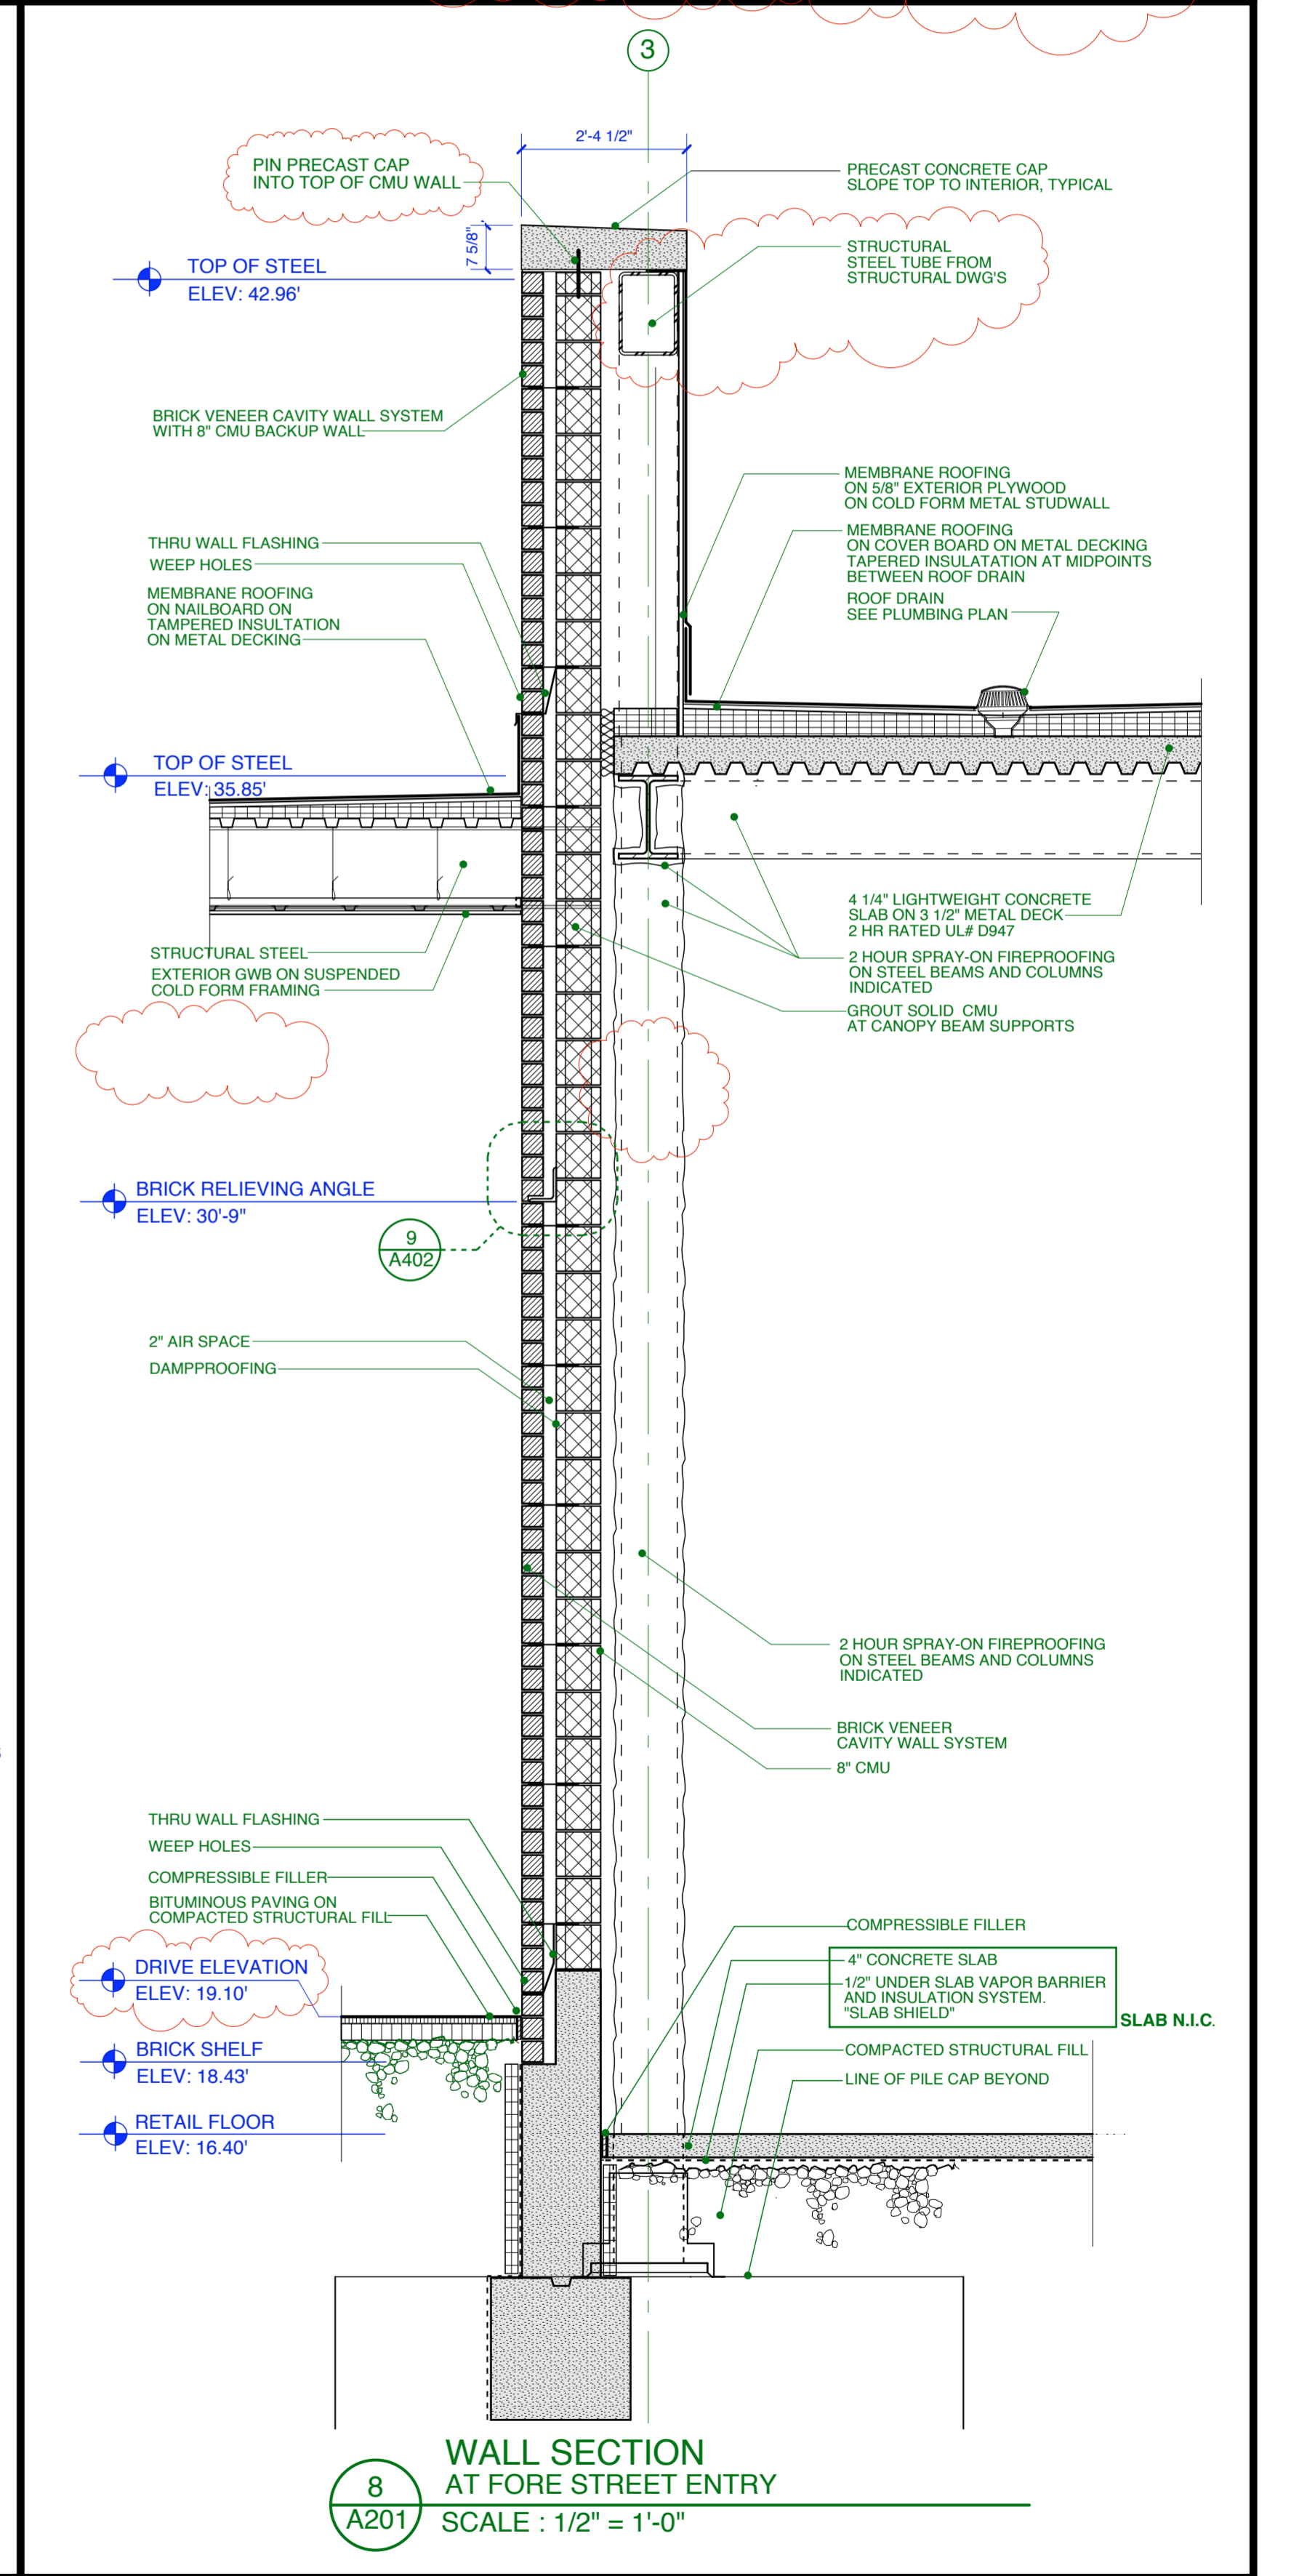 3
2'-4 1/2"
PIN PRECAST CAP
INTO TOP OF CMU WALL
PRECAST CONCRETE CAP
SLOPE TOP TO INTERIOR, TYPICAL
7 5/8"
STRUCTURAL
STEEL TUBE FROM
STRUCTURAL DWG'S
TOP OF STEEL
ELEV: 42.96'
BRICK VENEER CAVITY WALL SYSTEM
WITH 8" CMU BACKUP WALL
MEMBRANE ROOFING
ON 5/8" EXTERIOR PLYWOOD
ON COLD FORM METAL STUDWALL
MEMBRANE ROOFING
ON COVER BOARD ON METAL DECKING
TAPERED INSULATATION AT MIDPOINTS
BETWEEN ROOF DRAIN
ROOF DRAIN
SEE PLUMBING PLAN
THRU WALL FLASHING
WEEP HOLES
MEMBRANE ROOFING
ON NAILBOARD ON
TAMPERED INSULTATION
ON METAL DECKING
TOP OF STEEL
ELEV: 35.85'
STRUCTURAL STEEL
EXTERIOR GWB ON SUSPENDED
COLD FORM FRAMING
4 1/4" LIGHTWEIGHT CONCRETE
SLAB ON 3 1/2" METAL DECK
2 HR RATED UL# D947
2 HOUR SPRAY-ON FIREPROOFING
ON STEEL BEAMS AND COLUMNS
INDICATED
GROUT SOLID CMU
AT CANOPY BEAM SUPPORTS
BRICK RELIEVING ANGLE
ELEV: 30'-9"
9
A402
2" AIR SPACE
DAMPPROOFING
2 HOUR SPRAY-ON FIREPROOFING
ON STEEL BEAMS AND COLUMNS
INDICATED
BRICK VENEER
CAVITY WALL SYSTEM
8" CMU
THRU WALL FLASHING
WEEP HOLES
COMPRESSIBLE FILLER
BITUMINOUS PAVING ON
COMPACTED STRUCTURAL FILL
DRIVE ELEVATION
ELEV: 19.10'
BRICK SHELF
ELEV: 18.43'
RETAIL FLOOR
ELEV: 16.40'
COMPRESSIBLE FILLER
4" CONCRETE SLAB
1/2" UNDER SLAB VAPOR BARRIER
AND INSULATION SYSTEM.
"SLAB SHIELD"
SLAB N.I.C.
COMPACTED STRUCTURAL FILL
LINE OF PILE CAP BEYOND
8
A201
WALL SECTION
AT FORE STREET ENTRY
SCALE : 1/2" = 1'-0"